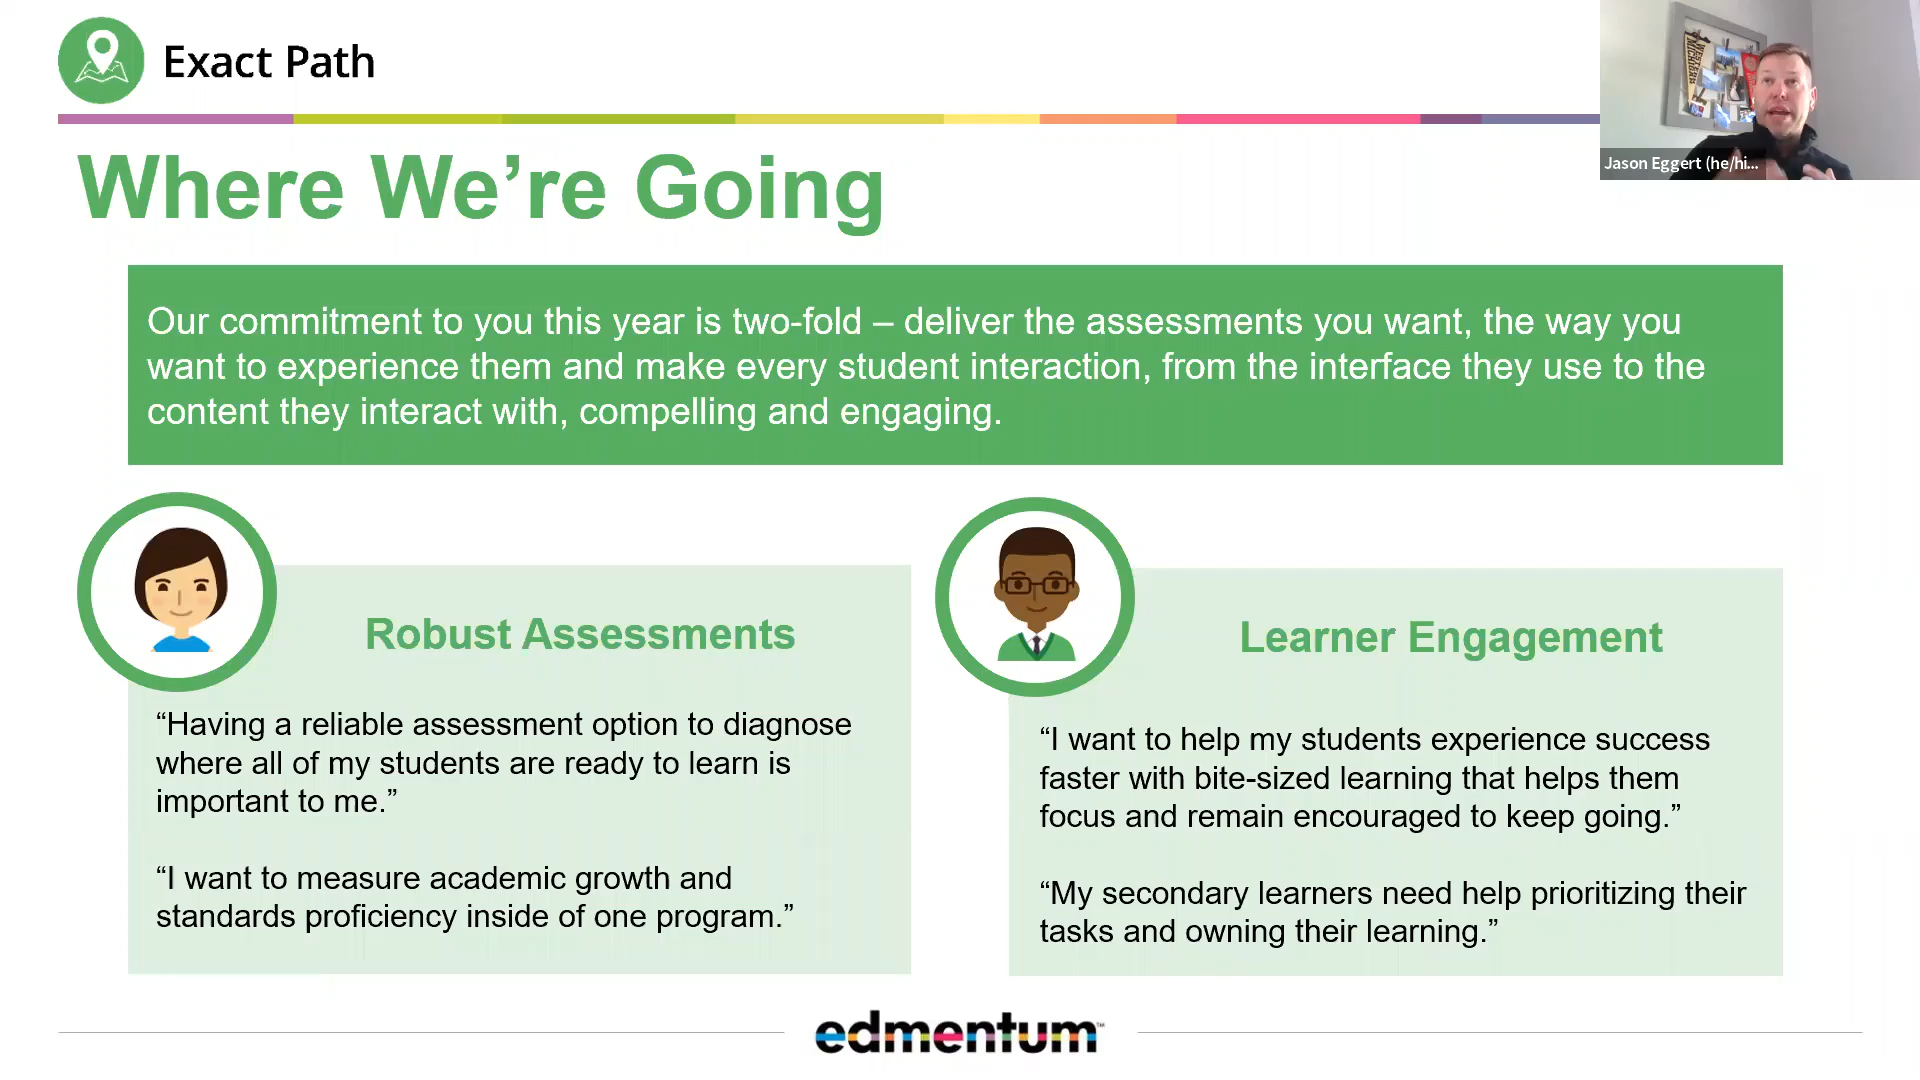 Exact Path
Jason Eggert (he/hi...
Where We’re Going
Our commitment to you this year is two-fold – deliver the assessments you want, the way you
want to experience them and make every student interaction, from the interface they use to the
content they interact with, compelling and engaging.
Robust Assessments
“Having a reliable assessment option to diagnose
where all of my students are ready to learn is
important to me.”
“I want to measure academic growth and
standards proficiency inside of one program.”
Learner Engagement
“I want to help my students experience success
faster with bite-sized learning that helps them
focus and remain encouraged to keep going.”
“My secondary learners need help prioritizing their
tasks and owning their learning.”
edmentum™
WESTERN
MICHIGAN